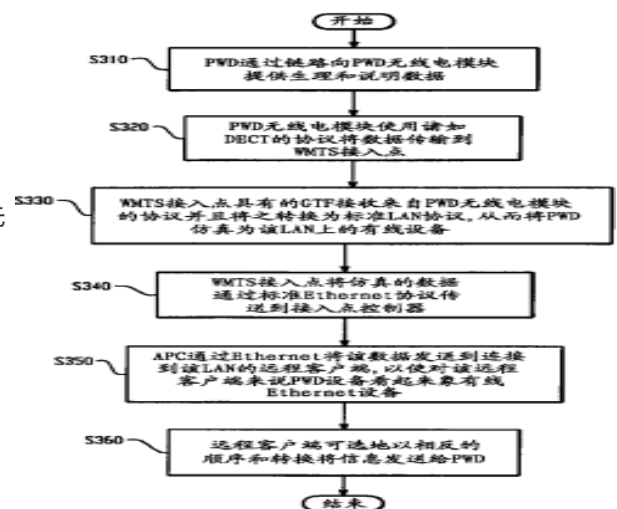 开始
S310
PWD通过链路向PWD无线电模块
提供生理和说明数据
S320
PWD无线电模块使用诸如
DECT的协议将数据传输到
WMTS接入点
S330
WMTS接入点具有的GTF接收来自PWD无线电模块
的协议并且将之转换为标准LAN协议,从而将PWD
仿真为该LAN上的有线设备
S340
WMTS接入点将仿真的数据
通过标准Ethernet协议传
送到接入点控制器
S350
APC通过Ethernet将该数据发送到连接
到该LAN的远程客户端,以使对该远程
客户端来说PWD设备看起来象有线
Ethernet设备
S360
远程客户端可选地以相反的
顺序和转换将信息发送给PWD
结束